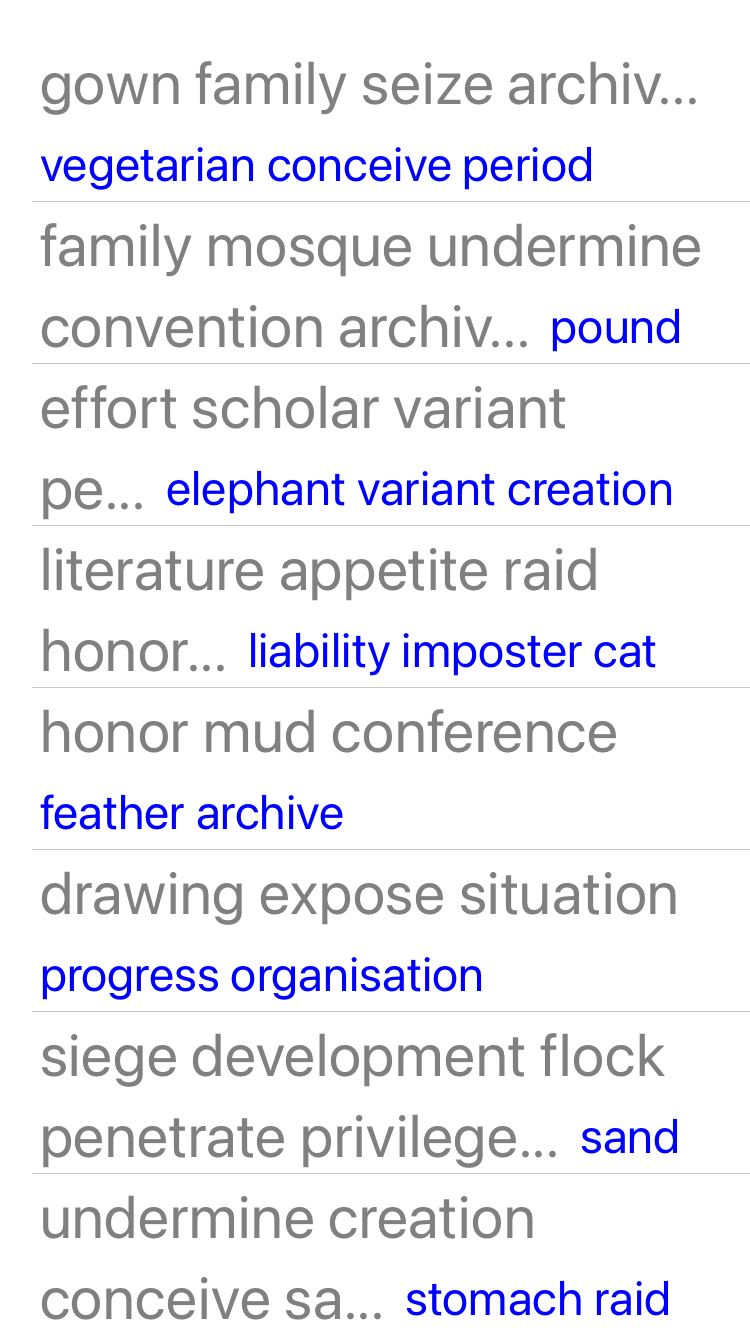 gown family seize archiv...
vegetarian conceive period
family mosque undermine
convention archiv... pound
effort scholar variant
pe... elephant variant creation
literature appetite raid
honor... liability imposter cat
honor mud conference
feather archive
drawing expose situation
progress organisation
siege development flock
penetrate privilege... sand
undermine creation
conceive sa... stomach raid